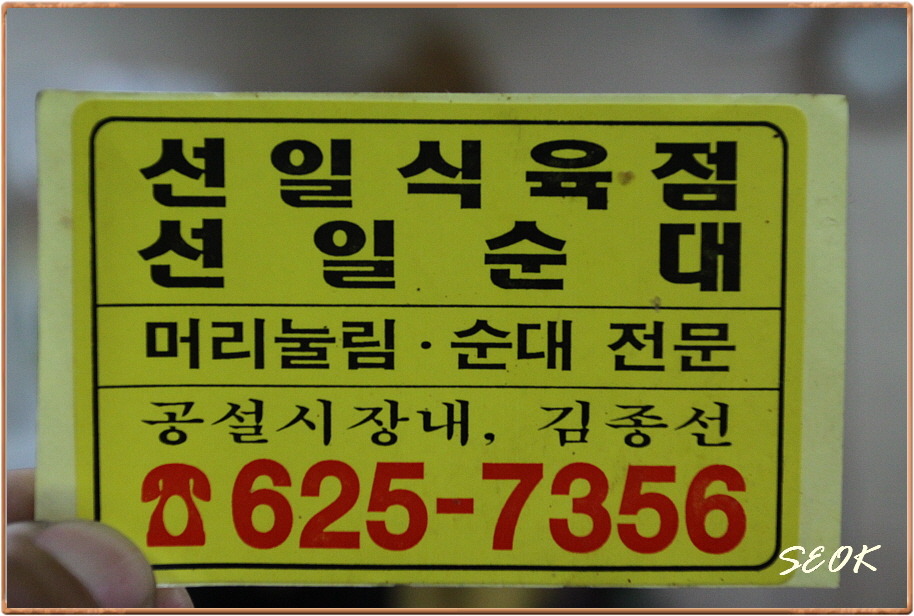 선일식육점
선일순대
머리눌림·순대 전문
공설시장내, 김종선
☎625-7356
SEOK